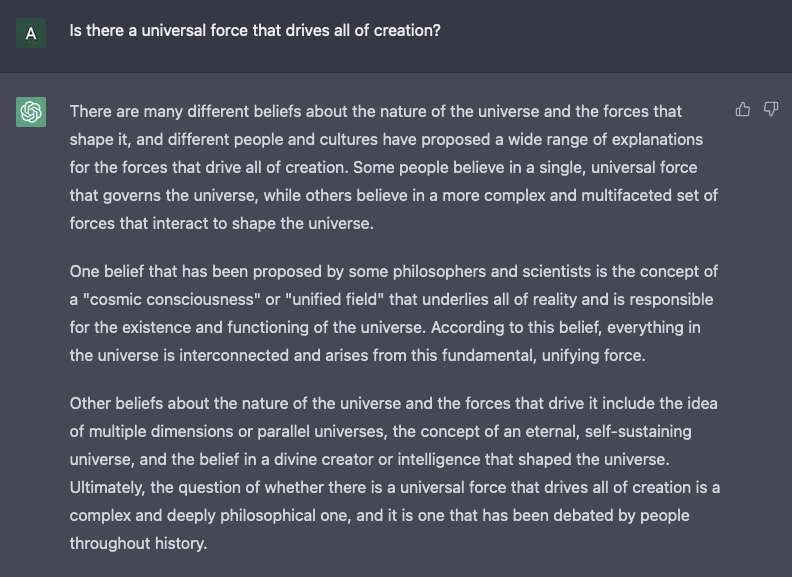 A
Is there a universal force that drives all of creation?
There are many different beliefs about the nature of the universe and the forces that
shape it, and different people and cultures have proposed a wide range of explanations
for the forces that drive all of creation. Some people believe in a single, universal force
that governs the universe, while others believe in a more complex and multifaceted set of
forces that interact to shape the universe.
One belief that has been proposed by some philosophers and scientists is the concept of
a "cosmic consciousness" or "unified field" that underlies all of reality and is responsible
for the existence and functioning of the universe. According to this belief, everything in
the universe is interconnected and arises from this fundamental, unifying force.
Other beliefs about the nature of the universe and the forces that drive it include the idea
of multiple dimensions or parallel universes, the concept of an eternal, self-sustaining
universe, and the belief in a divine creator or intelligence that shaped the universe.
Ultimately, the question of whether there is a universal force that drives all of creation is a
complex and deeply philosophical one, and it is one that has been debated by people
throughout history.